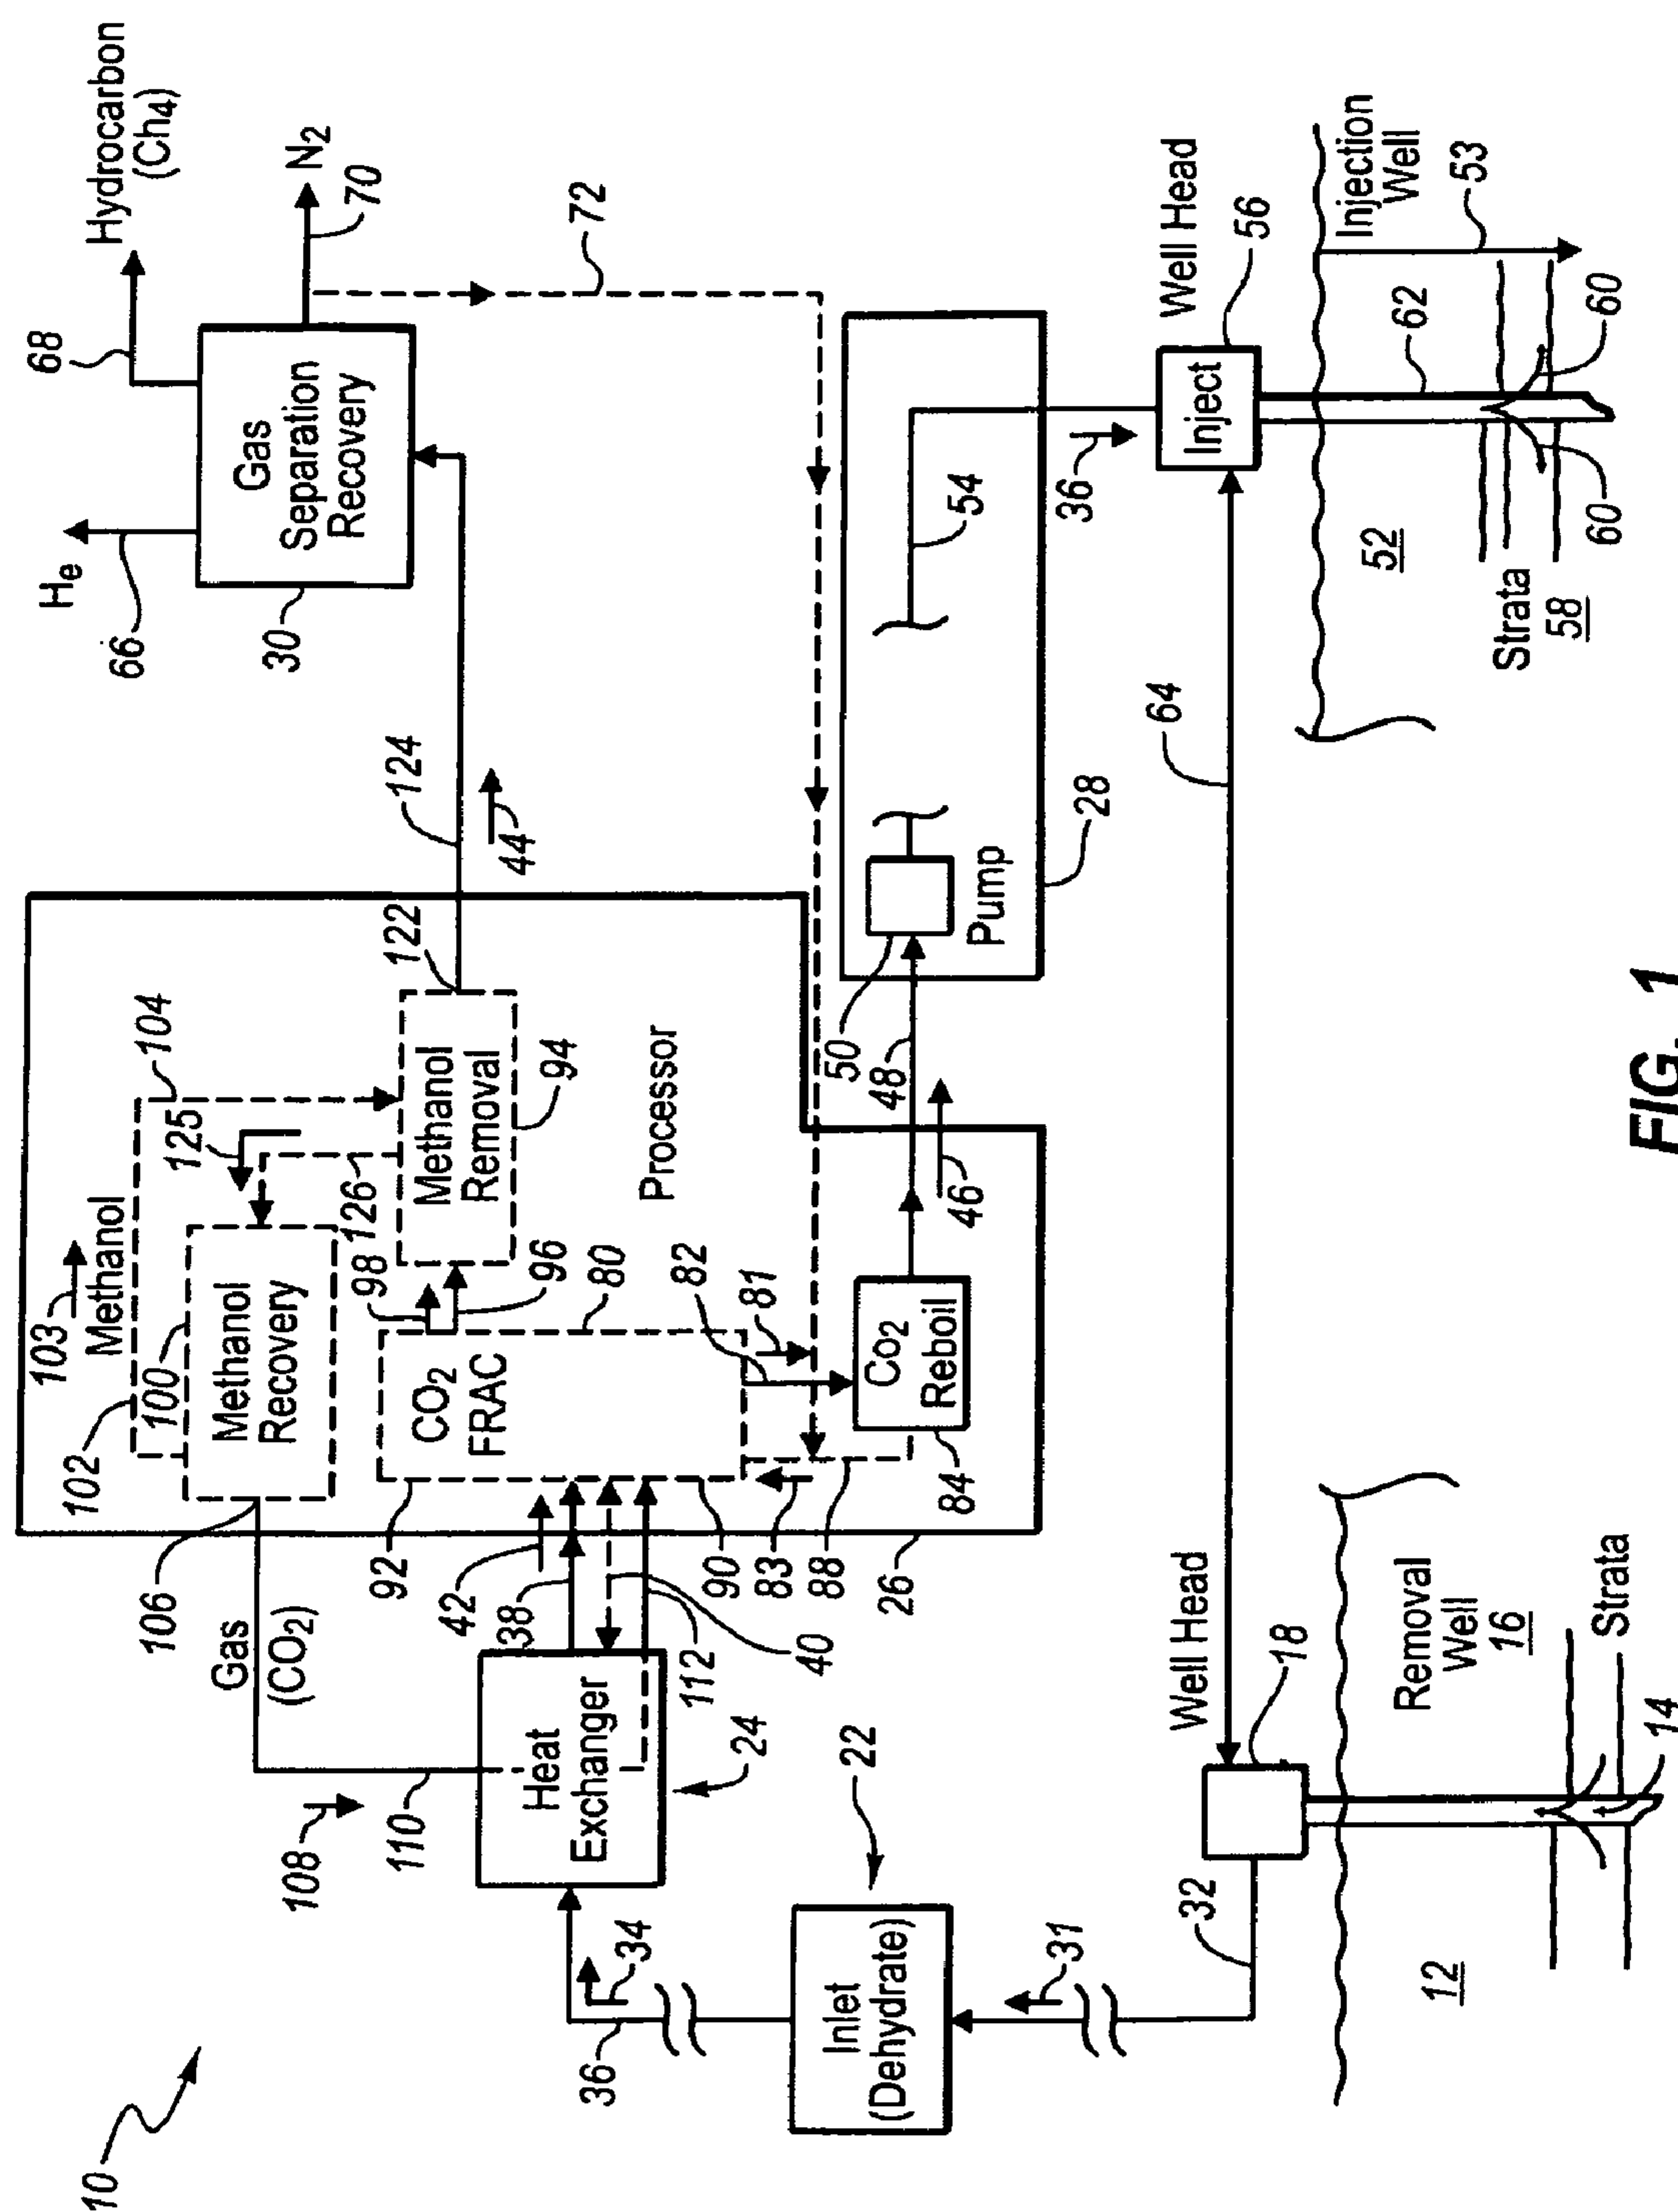 10
He
66
30
Gas
Separation
Recovery
68
Hydrocarbon
(Ch4)
N2
70
72
103
Methanol
102
100
Methanol
Recovery
104
125
126
106
Gas
(CO2)
108
110
98
96
Methanol
Removal
94
122
124
44
92
CO2
FRAC
80
Processor
42
38
40
112
90
83
88
26
82
81
84
Co2
Reboil
46
48
50
Pump
28
54
36
Heat
Exchanger
24
34
36
Inlet
(Dehydrate)
22
31
32
Well Head
18
64
Well Head
Inject
56
12
Removal
Well
16
Strata
14
52
Injection
Well
53
62
60
60
Strata
58
FIG. 1